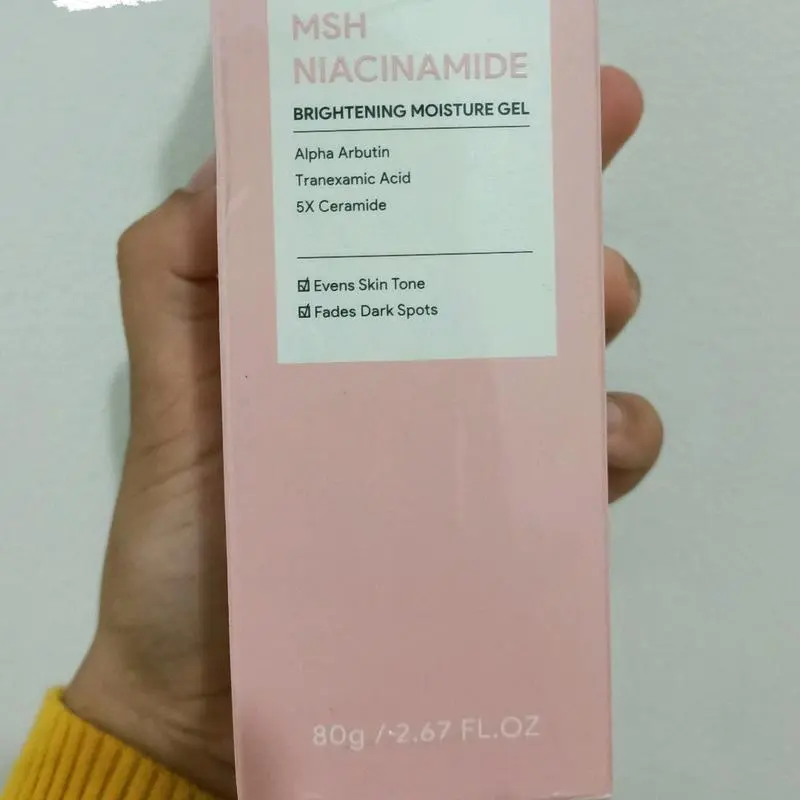 MSH
NIACINAMIDE
BRIGHTENING MOISTURE GEL
Alpha Arbutin
Tranexamic Acid
5X Ceramide
☑ Evens Skin Tone
☑ Fades Dark Spots
80g / 2.67 FL.OZ